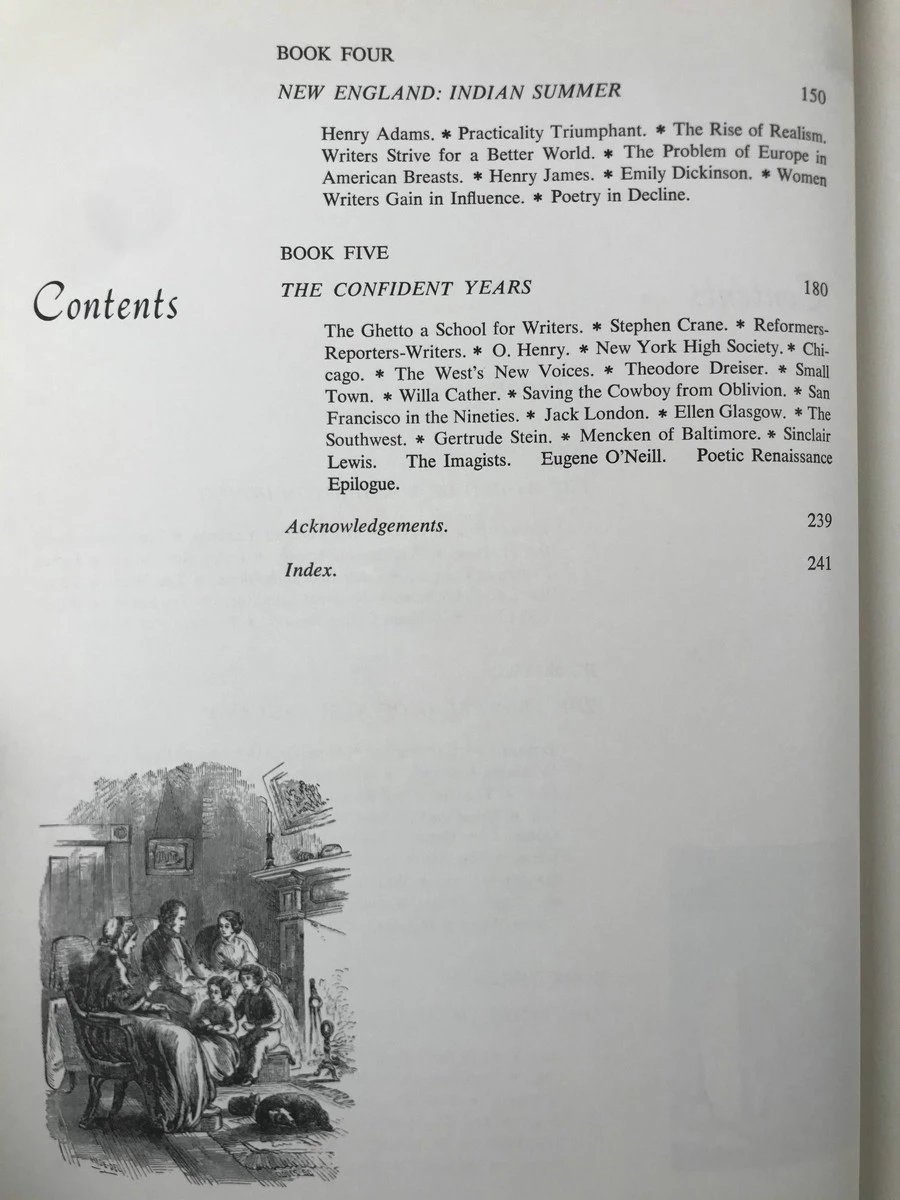 BOOK FOUR
NEW ENGLAND: INDIAN SUMMER 150
Henry Adams. * Practicality Triumphant. * The Rise of Realism.
Writers Strive for a Better World. * The Problem of Europe in
American Breasts. * Henry James. * Emily Dickinson. * Women
Writers Gain in Influence. * Poetry in Decline.
BOOK FIVE
Contents
THE CONFIDENT YEARS 180
The Ghetto a School for Writers. * Stephen Crane. * Reformers-
Reporters-Writers. * O. Henry. * New York High Society. * Chi-
cago. * The West's New Voices. * Theodore Dreiser. * Small
Town. * Willa Cather. * Saving the Cowboy from Oblivion. * San
Francisco in the Nineties. * Jack London. * Ellen Glasgow. * The
Southwest. * Gertrude Stein. * Mencken of Baltimore. * Sinclair
Lewis. The Imagists. Eugene O'Neill. Poetic Renaissance
Epilogue.
Acknowledgements. 239
Index. 241